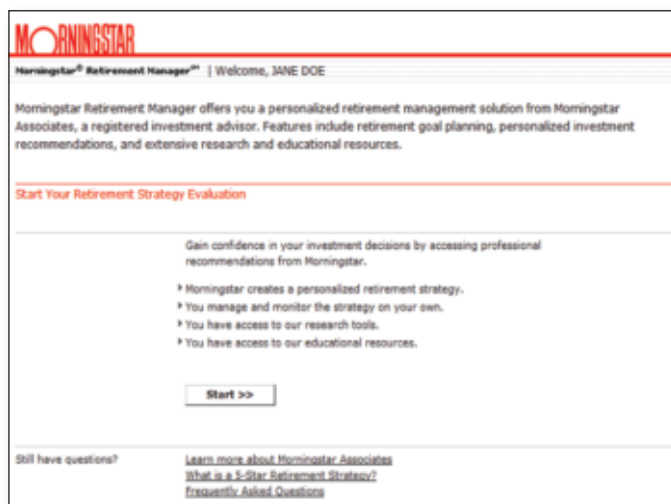 MORNINGSTAR
Morningstar® Retirement Manager℠ | Welcome, JANE DOE
Morningstar Retirement Manager offers you a personalized retirement management solution from Morningstar
Associates, a registered investment advisor. Features include retirement goal planning, personalized investment
recommendations, and extensive research and educational resources.
Start Your Retirement Strategy Evaluation
Gain confidence in your investment decisions by accessing professional
recommendations from Morningstar.
Morningstar creates a personalized retirement strategy.
You manage and monitor the strategy on your own.
You have access to our research tools.
You have access to our educational resources.
Start >>
Still have questions? Learn more about Morningstar Associates
What is a 5-Star Retirement Strategy?
Frequently Asked Questions